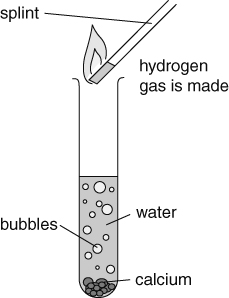 splint
hydrogen
gas is made
water
bubbles
calcium